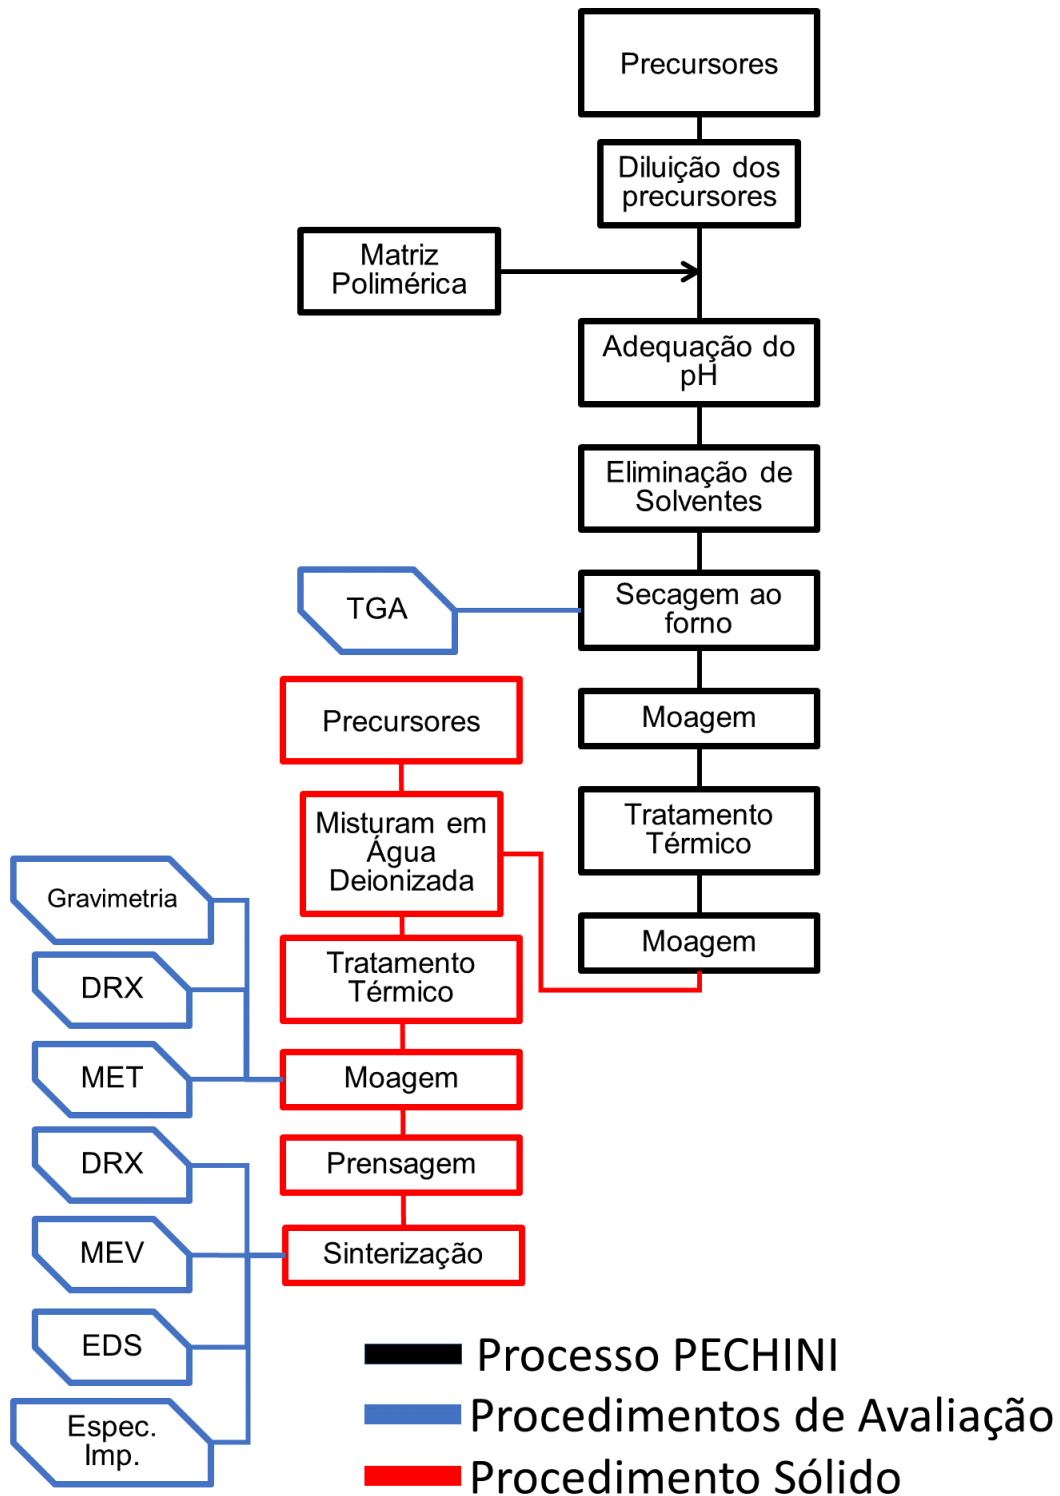 Precursores
Diluição dos
precursores
Matriz
Polimérica
Adequação do
pH
Eliminação de
Solventes
TGA
Secagem ao
forno
Moagem
Tratamento
Térmico
Moagem
Precursores
Misturam em
Água
Deionizada
Tratamento
Térmico
Gravimetria
DRX
MET
Moagem
Prensagem
DRX
MEV
EDS
Espec.
Imp.
Sinterização
Processo PECHINI
Procedimentos de Avaliação
Procedimento Sólido